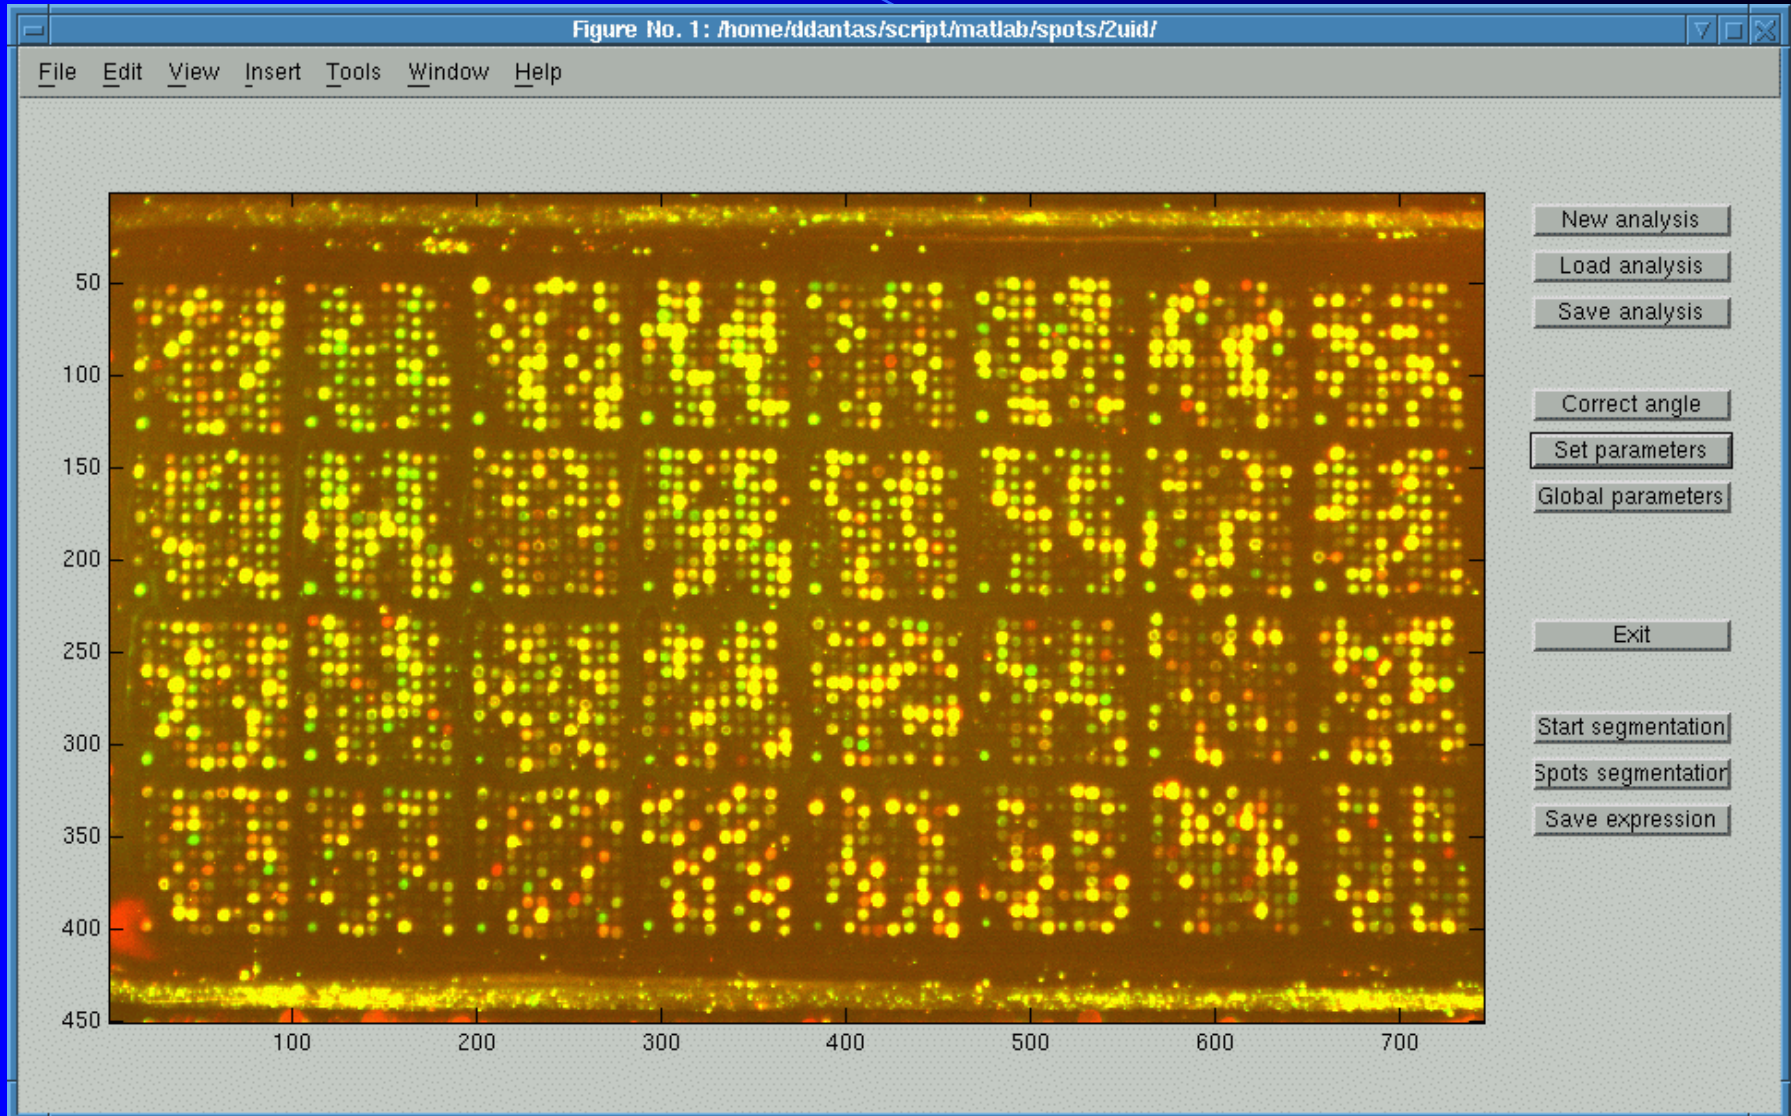 Figure No. 1: /home/ddantas/script/matlab/spots/2uid/
File Edit View Insert Tools Window Help
New analysis
Load analysis
Save analysis
Correct angle
Set parameters
Global parameters
Exit
Start segmentation
Spots segmentation
Save expression
50
100
150
200
250
300
350
400
450
100 200 300 400 500 600 700